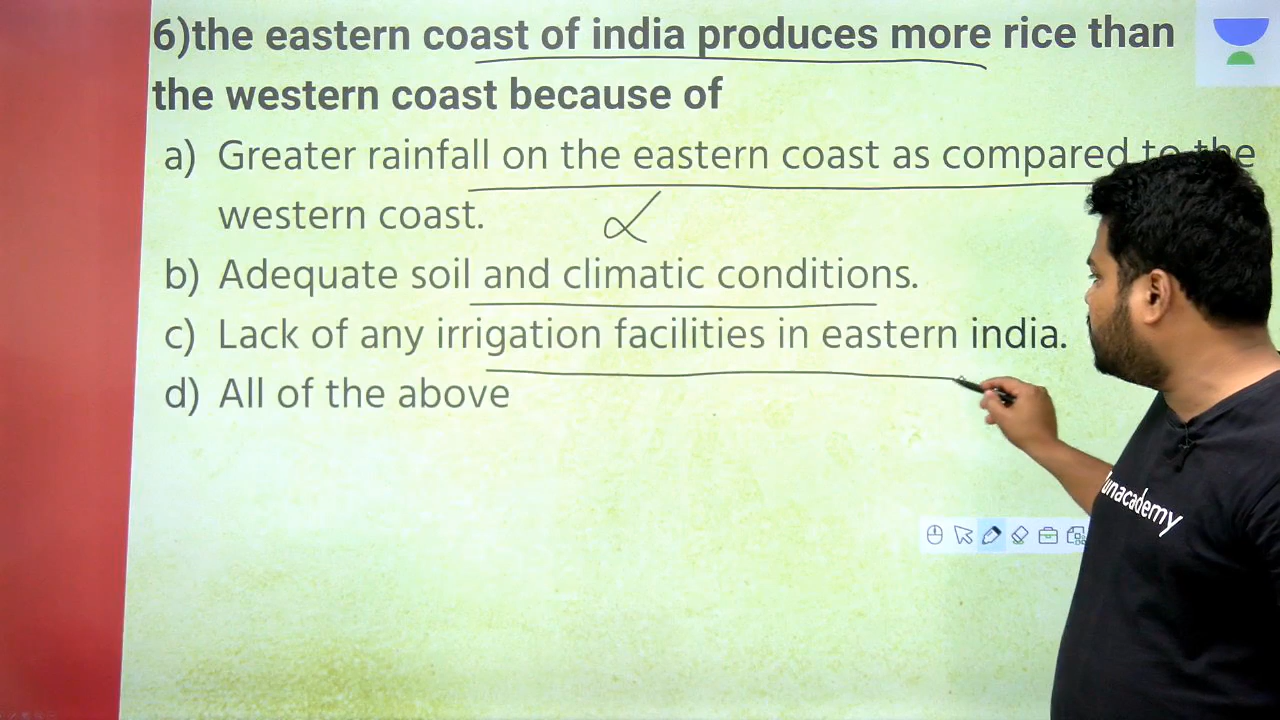 6)the eastern coast of india produces more rice than
the western coast because of
a) Greater rainfall on the eastern coast as compared to the
western coast.
b) Adequate soil and climatic conditions.
c) Lack of any irrigation facilities in eastern india.
d) All of the above
unacademy